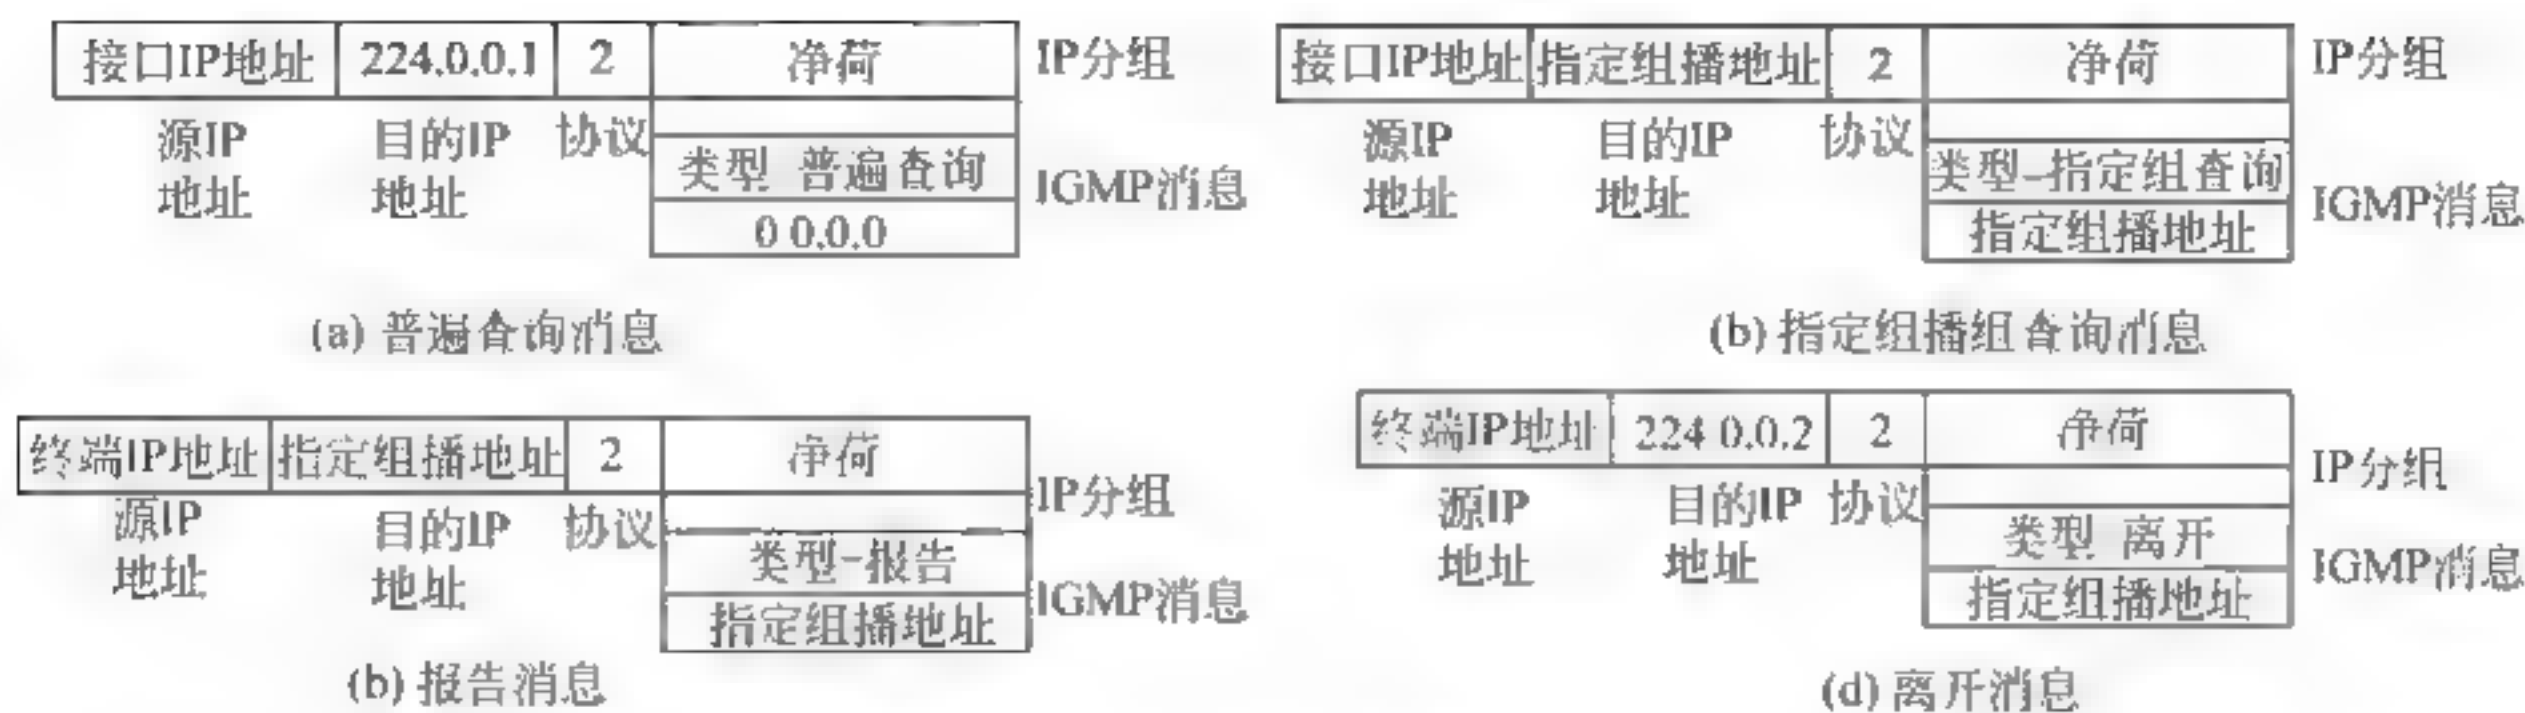 接口IP地址 224.0.0.1 2 净荷 IP分组
源IP地址 目的IP地址 协议
类型 普遍查询
0 0.0.0
IGMP消息
(a) 普遍查询消息
接口IP地址 指定组播地址 2 净荷 IP分组
源IP地址 目的IP地址 协议
类型-指定组查询
指定组播地址
IGMP消息
(b) 指定组播组查询消息
终端IP地址 指定组播地址 2 净荷 IP分组
源IP地址 目的IP地址 协议
类型-报告
指定组播地址
IGMP消息
(b) 报告消息
终端IP地址 224 0.0.2 2 净荷 IP分组
源IP地址 目的IP地址 协议
类型 离开
指定组播地址
IGMP消息
(d) 离开消息